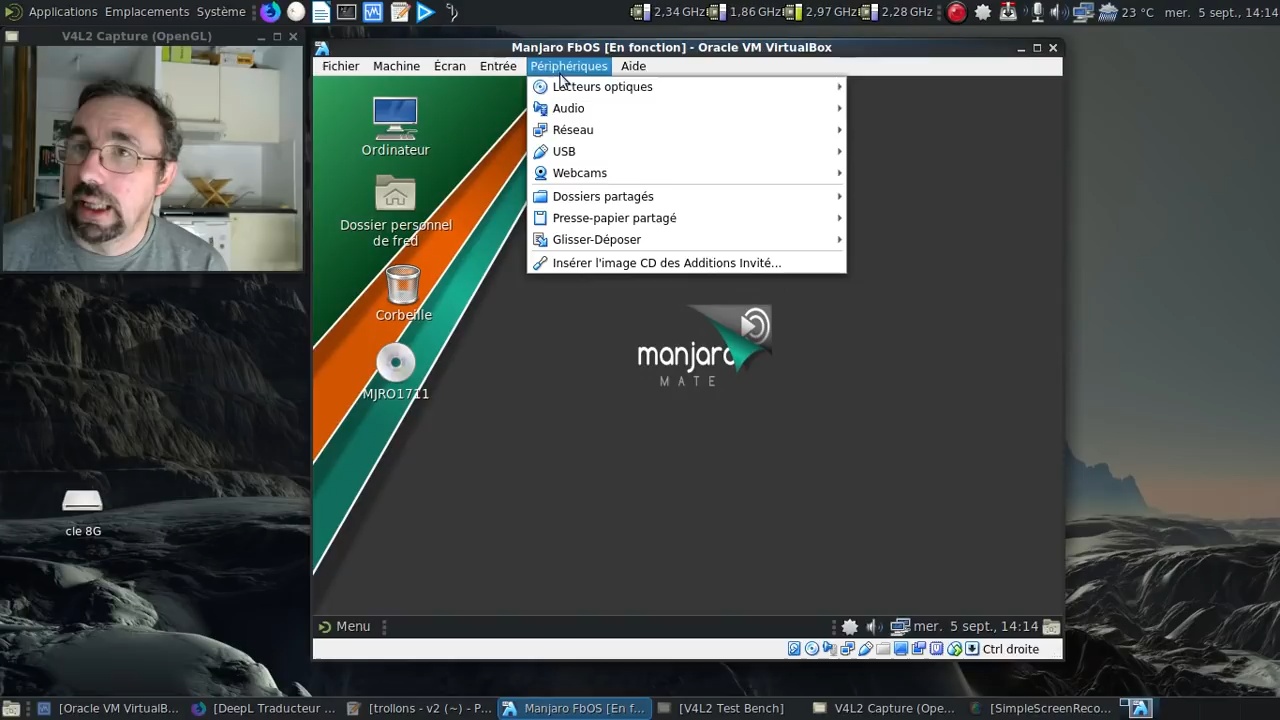 Applications Emplacements Système
2,34 GHz 1,86 GHz 2,97 GHz 2,28 GHz 23 °C mer. 5 sept., 14:14
V4L2 Capture (OpenGL)
Manjaro FbOS [En fonction] - Oracle VM VirtualBox
Fichier Machine Écran Entrée Périphériques Aide
Lecteurs optiques
Audio
Réseau
USB
Webcams
Dossiers partagés
Presse-papier partagé
Glisser-Déposer
Insérer l'image CD des Additions Invité...
Ordinateur
Dossier personnel
de fred
Corbeille
MJRO1711
manjaro
MATE
cle 8G
Menu
mer. 5 sept., 14:14
Ctrl droite
[Oracle VM VirtualB...
[DeepL Traducteur ...
[trollons - v2 (~) - P...
Manjaro FbOS [En f...
[V4L2 Test Bench]
V4L2 Capture (Ope...
[SimpleScreenReco...